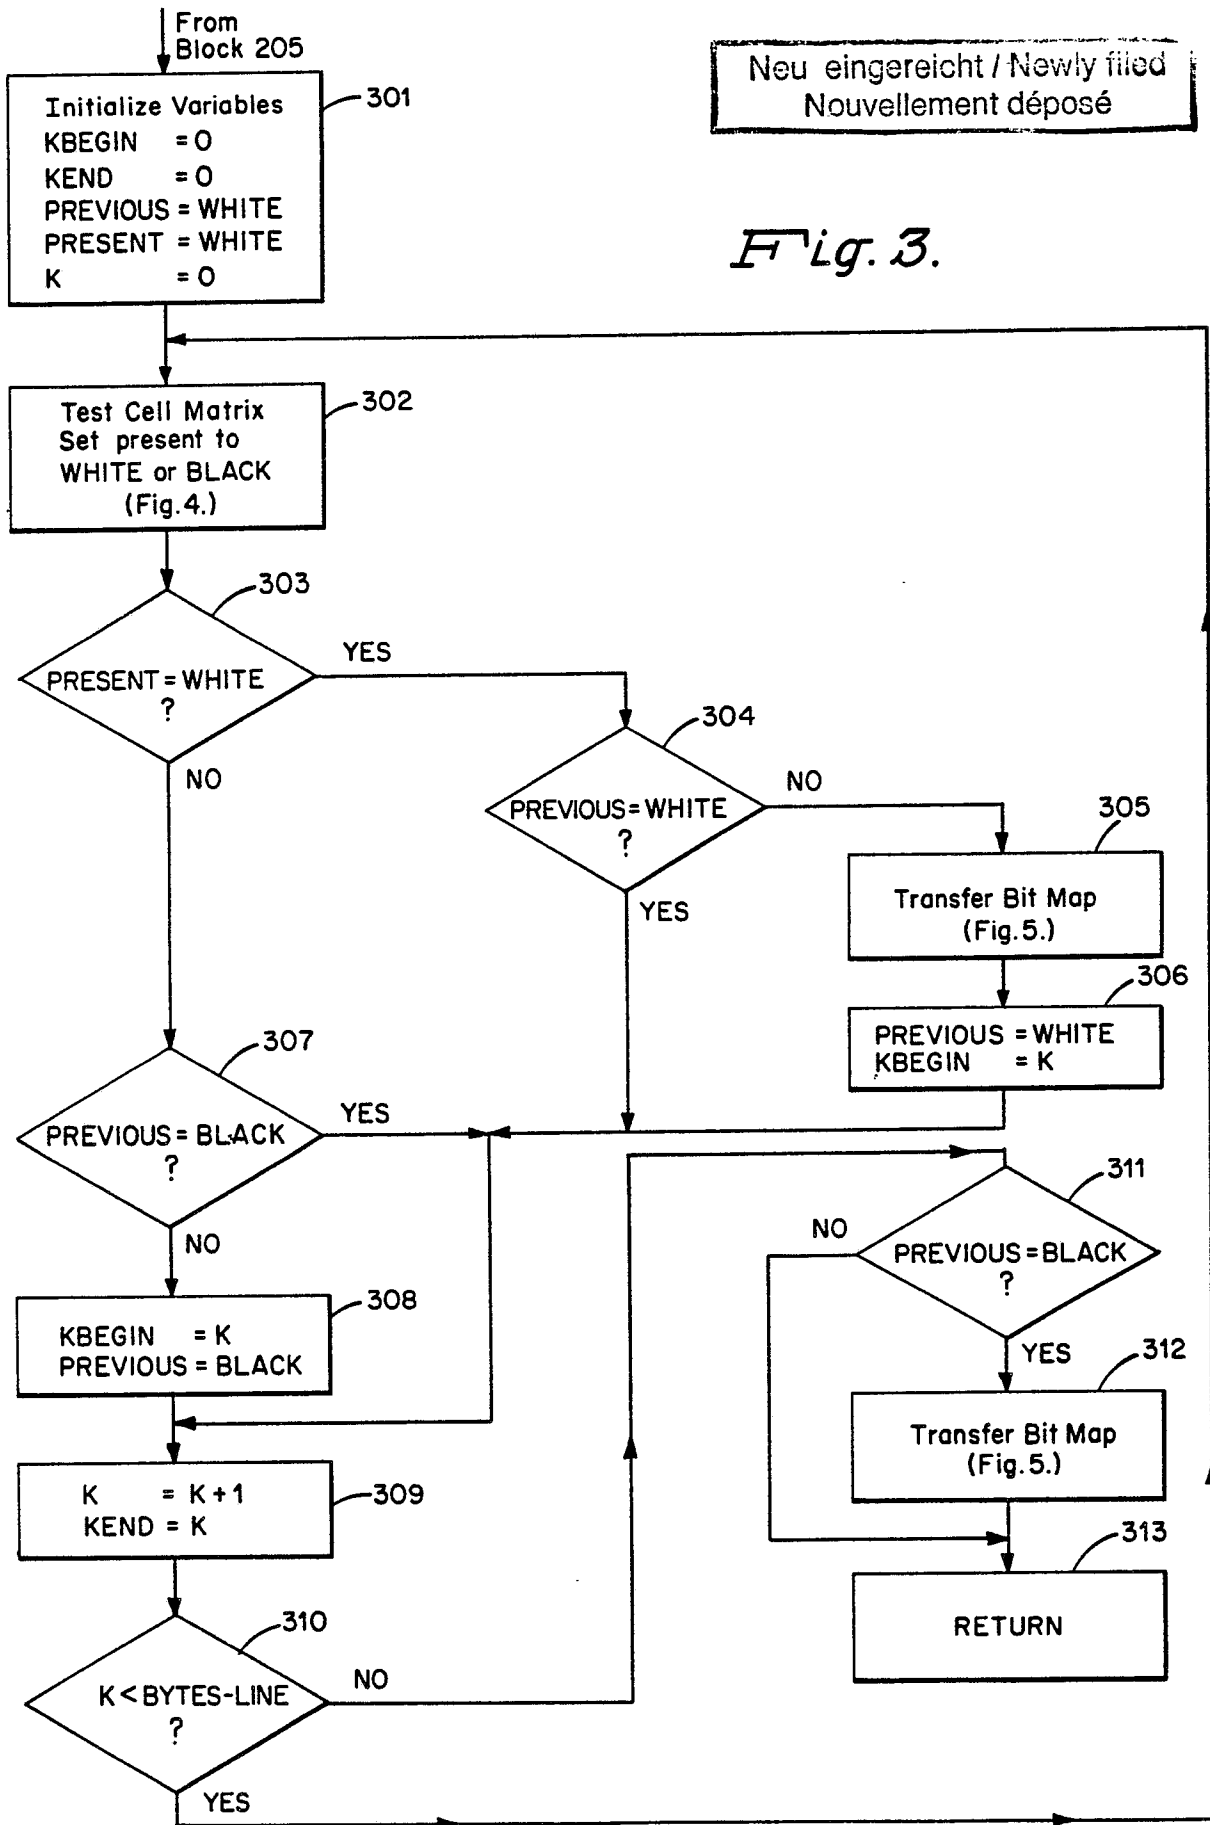 From
Block 205
Neu eingereicht / Newly filed
Nouvellement déposé
Initialize Variables
KBEGIN = 0
KEND = 0
PREVIOUS = WHITE
PRESENT = WHITE
K = 0
301
Fig. 3.
Test Cell Matrix
Set present to
WHITE or BLACK
(Fig. 4.)
302
303
PRESENT = WHITE
?
YES
NO
304
PREVIOUS = WHITE
?
NO
YES
305
Transfer Bit Map
(Fig. 5.)
306
PREVIOUS = WHITE
KBEGIN = K
307
PREVIOUS = BLACK
?
YES
NO
308
KBEGIN = K
PREVIOUS = BLACK
309
K = K+1
KEND = K
310
K < BYTES-LINE
?
NO
YES
311
PREVIOUS = BLACK
?
NO
YES
312
Transfer Bit Map
(Fig. 5.)
313
RETURN